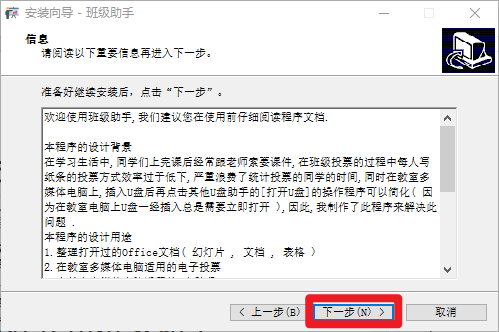 安装向导 - 班级助手
信息
请阅读以下重要信息再进入下一步。
准备好继续安装后，点击“下一步”。
欢迎使用班级助手,我们建议您在使用前仔细阅读程序文档.
本程序的设计背景
在学习生活中,同学们上完课后经常跟老师索要课件,在班级投票的过程中每人写
纸条的投票方式效率过于低下,严重浪费了统计投票的同学的时间,同时在教室多
媒体电脑上,插入U盘后再点击其他U盘助手的[打开U盘]的操作程序可以简化( 因
为在教室电脑上U盘一经插入总是需要立即打开 ),因此,我制作了此程序来解决此
问题 .
本程序的设计用途
1.整理打开过的Office文档( 幻灯片 , 文档 , 表格 )
2.在教室多媒体电脑适用的电子投票
< 上一步(B)
下一步(N) >
取消